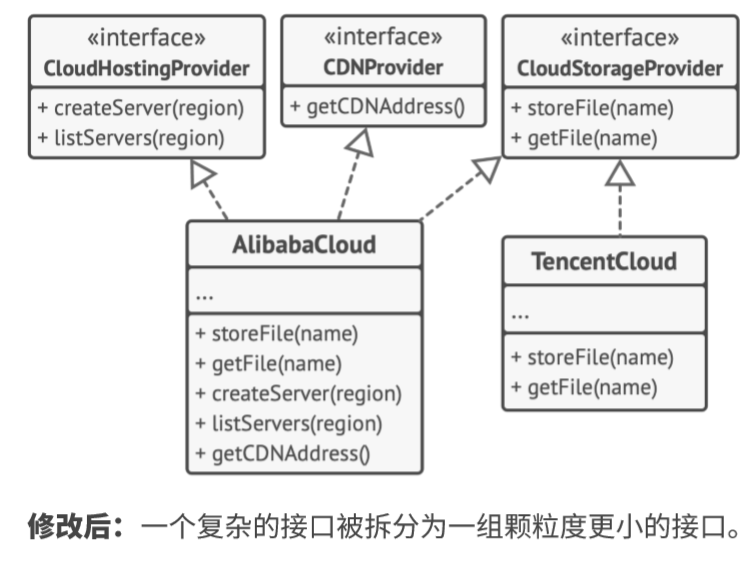 «interface»
CloudHostingProvider
+ createServer(region)
+ listServers(region)
«interface»
CDNProvider
+ getCDNAddress()
«interface»
CloudStorageProvider
+ storeFile(name)
+ getFile(name)
AlibabaCloud
...
+ storeFile(name)
+ getFile(name)
+ createServer(region)
+ listServers(region)
+ getCDNAddress()
TencentCloud
...
+ storeFile(name)
+ getFile(name)
修改后：一个复杂的接口被拆分为一组颗粒度更小的接口。